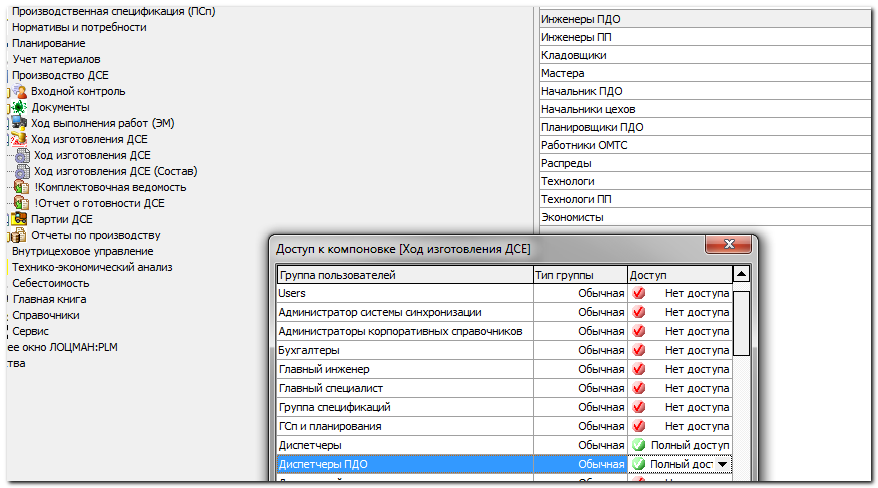 Производственная спецификация (ПСп)
Нормативы и потребности
Планирование
Учет материалов
Производство ДСЕ
Входной контроль
Документы
Ход выполнения работ (ЭМ)
Ход изготовления ДСЕ
Ход изготовления ДСЕ
Ход изготовления ДСЕ (Состав)
!Комплектовочная ведомость
!Отчет о готовности ДСЕ
Партии ДСЕ
Отчеты по производству
Внутрицеховое управление
Технико-экономический анализ
Себестоимость
Главная книга
Справочники
Сервис
ее окно ЛОЦМАН:PLM
ства
Инженеры ПДО
Инженеры ПП
Кладовщики
Мастера
Начальник ПДО
Начальники цехов
Планировщики ПДО
Работники ОМТС
Распреды
Технологи
Технологи ПП
Экономисты
Доступ к компоновке [Ход изготовления ДСЕ]
Группа пользователей Тип группы Доступ
Users Обычная Нет доступа
Администратор системы синхронизации Обычная Нет доступа
Администраторы корпоративных справочников Обычная Нет доступа
Бухгалтеры Обычная Нет доступа
Главный инженер Обычная Нет доступа
Главный специалист Обычная Нет доступа
Группа спецификаций Обычная Нет доступа
ГСп и планирования Обычная Нет доступа
Диспетчеры Обычная Полный доступ
Диспетчеры ПДО Обычная Полный дост